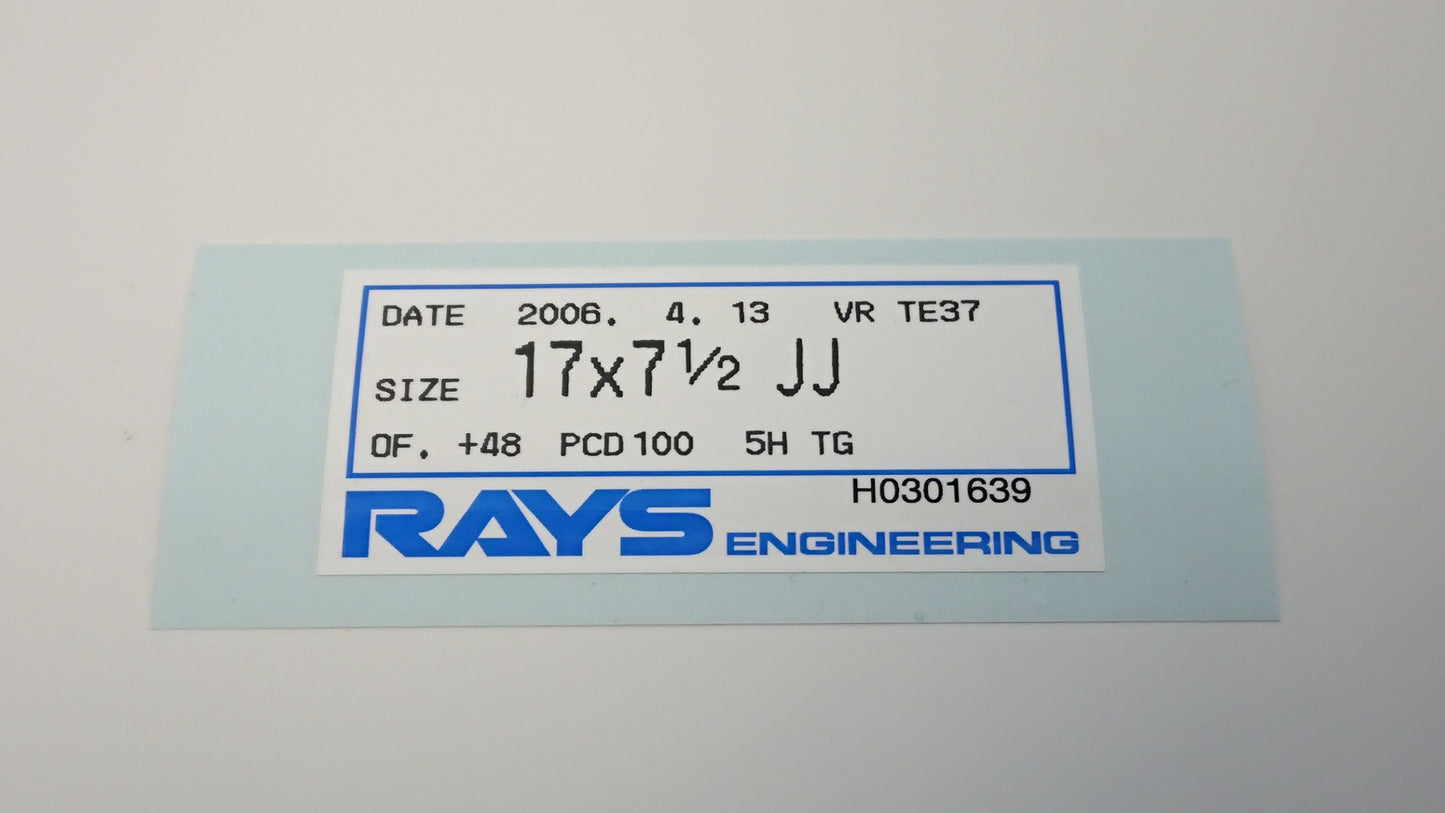 DATE 2006. 4. 13 VR TE37
SIZE 17x7½ JJ
OF. +48 PCD100 5H TG
H0301639
RAYS ENGINEERING